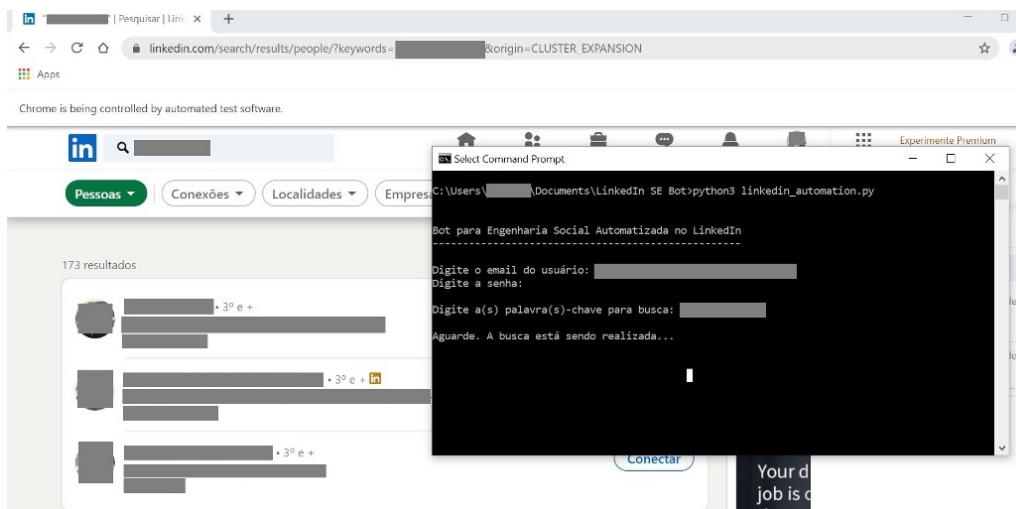 in " " | Pesquisar | Link
linkedin.com/search/results/people/?keywords= &origin=CLUSTER_EXPANSION
Apps
Chrome is being controlled by automated test software.
in
Experimente Premium
Pessoas
Conexões
Localidades
Empresa
173 resultados
• 3º e +
• 3º e + in
• 3º e +
Conectar
Select Command Prompt
C:\Users\ \Documents\LinkedIn SE Bot>python3 linkedin_automation.py
Bot para Engenharia Social Automatizada no LinkedIn
---------------------------------------------------
Digite o email do usuário:
Digite a senha:
Digite a(s) palavra(s)-chave para busca:
Aguarde. A busca está sendo realizada...
Your d
job is c